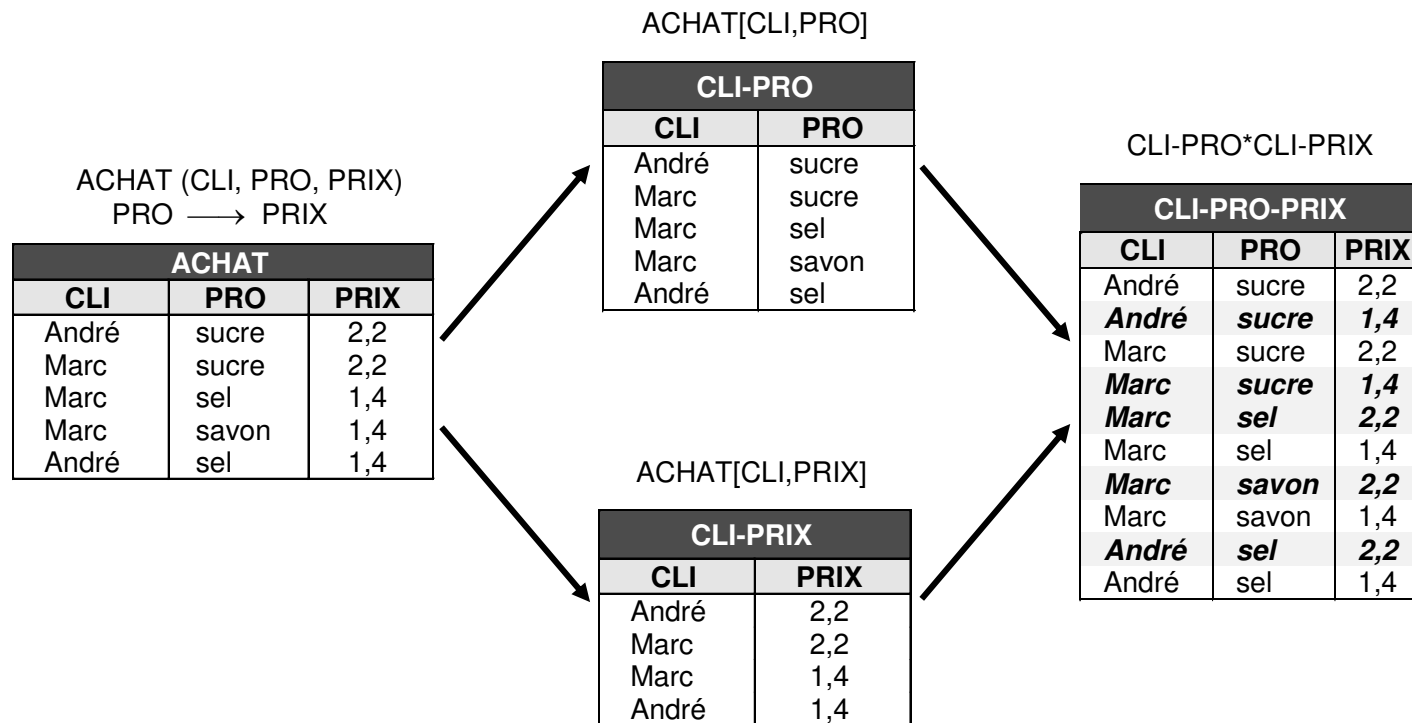 ACHAT[CLI,PRO]
CLI-PRO
CLI PRO
André sucre
Marc sucre
Marc sel
Marc savon
André sel
ACHAT (CLI, PRO, PRIX)
PRO ⟶ PRIX
ACHAT
CLI PRO PRIX
André sucre 2,2
Marc sucre 2,2
Marc sel 1,4
Marc savon 1,4
André sel 1,4
ACHAT[CLI,PRIX]
CLI-PRIX
CLI PRIX
André 2,2
Marc 2,2
Marc 1,4
André 1,4
CLI-PRO*CLI-PRIX
CLI-PRO-PRIX
CLI PRO PRIX
André sucre 2,2
André sucre 1,4
Marc sucre 2,2
Marc sucre 1,4
Marc sel 2,2
Marc sel 1,4
Marc savon 2,2
Marc savon 1,4
André sel 2,2
André sel 1,4